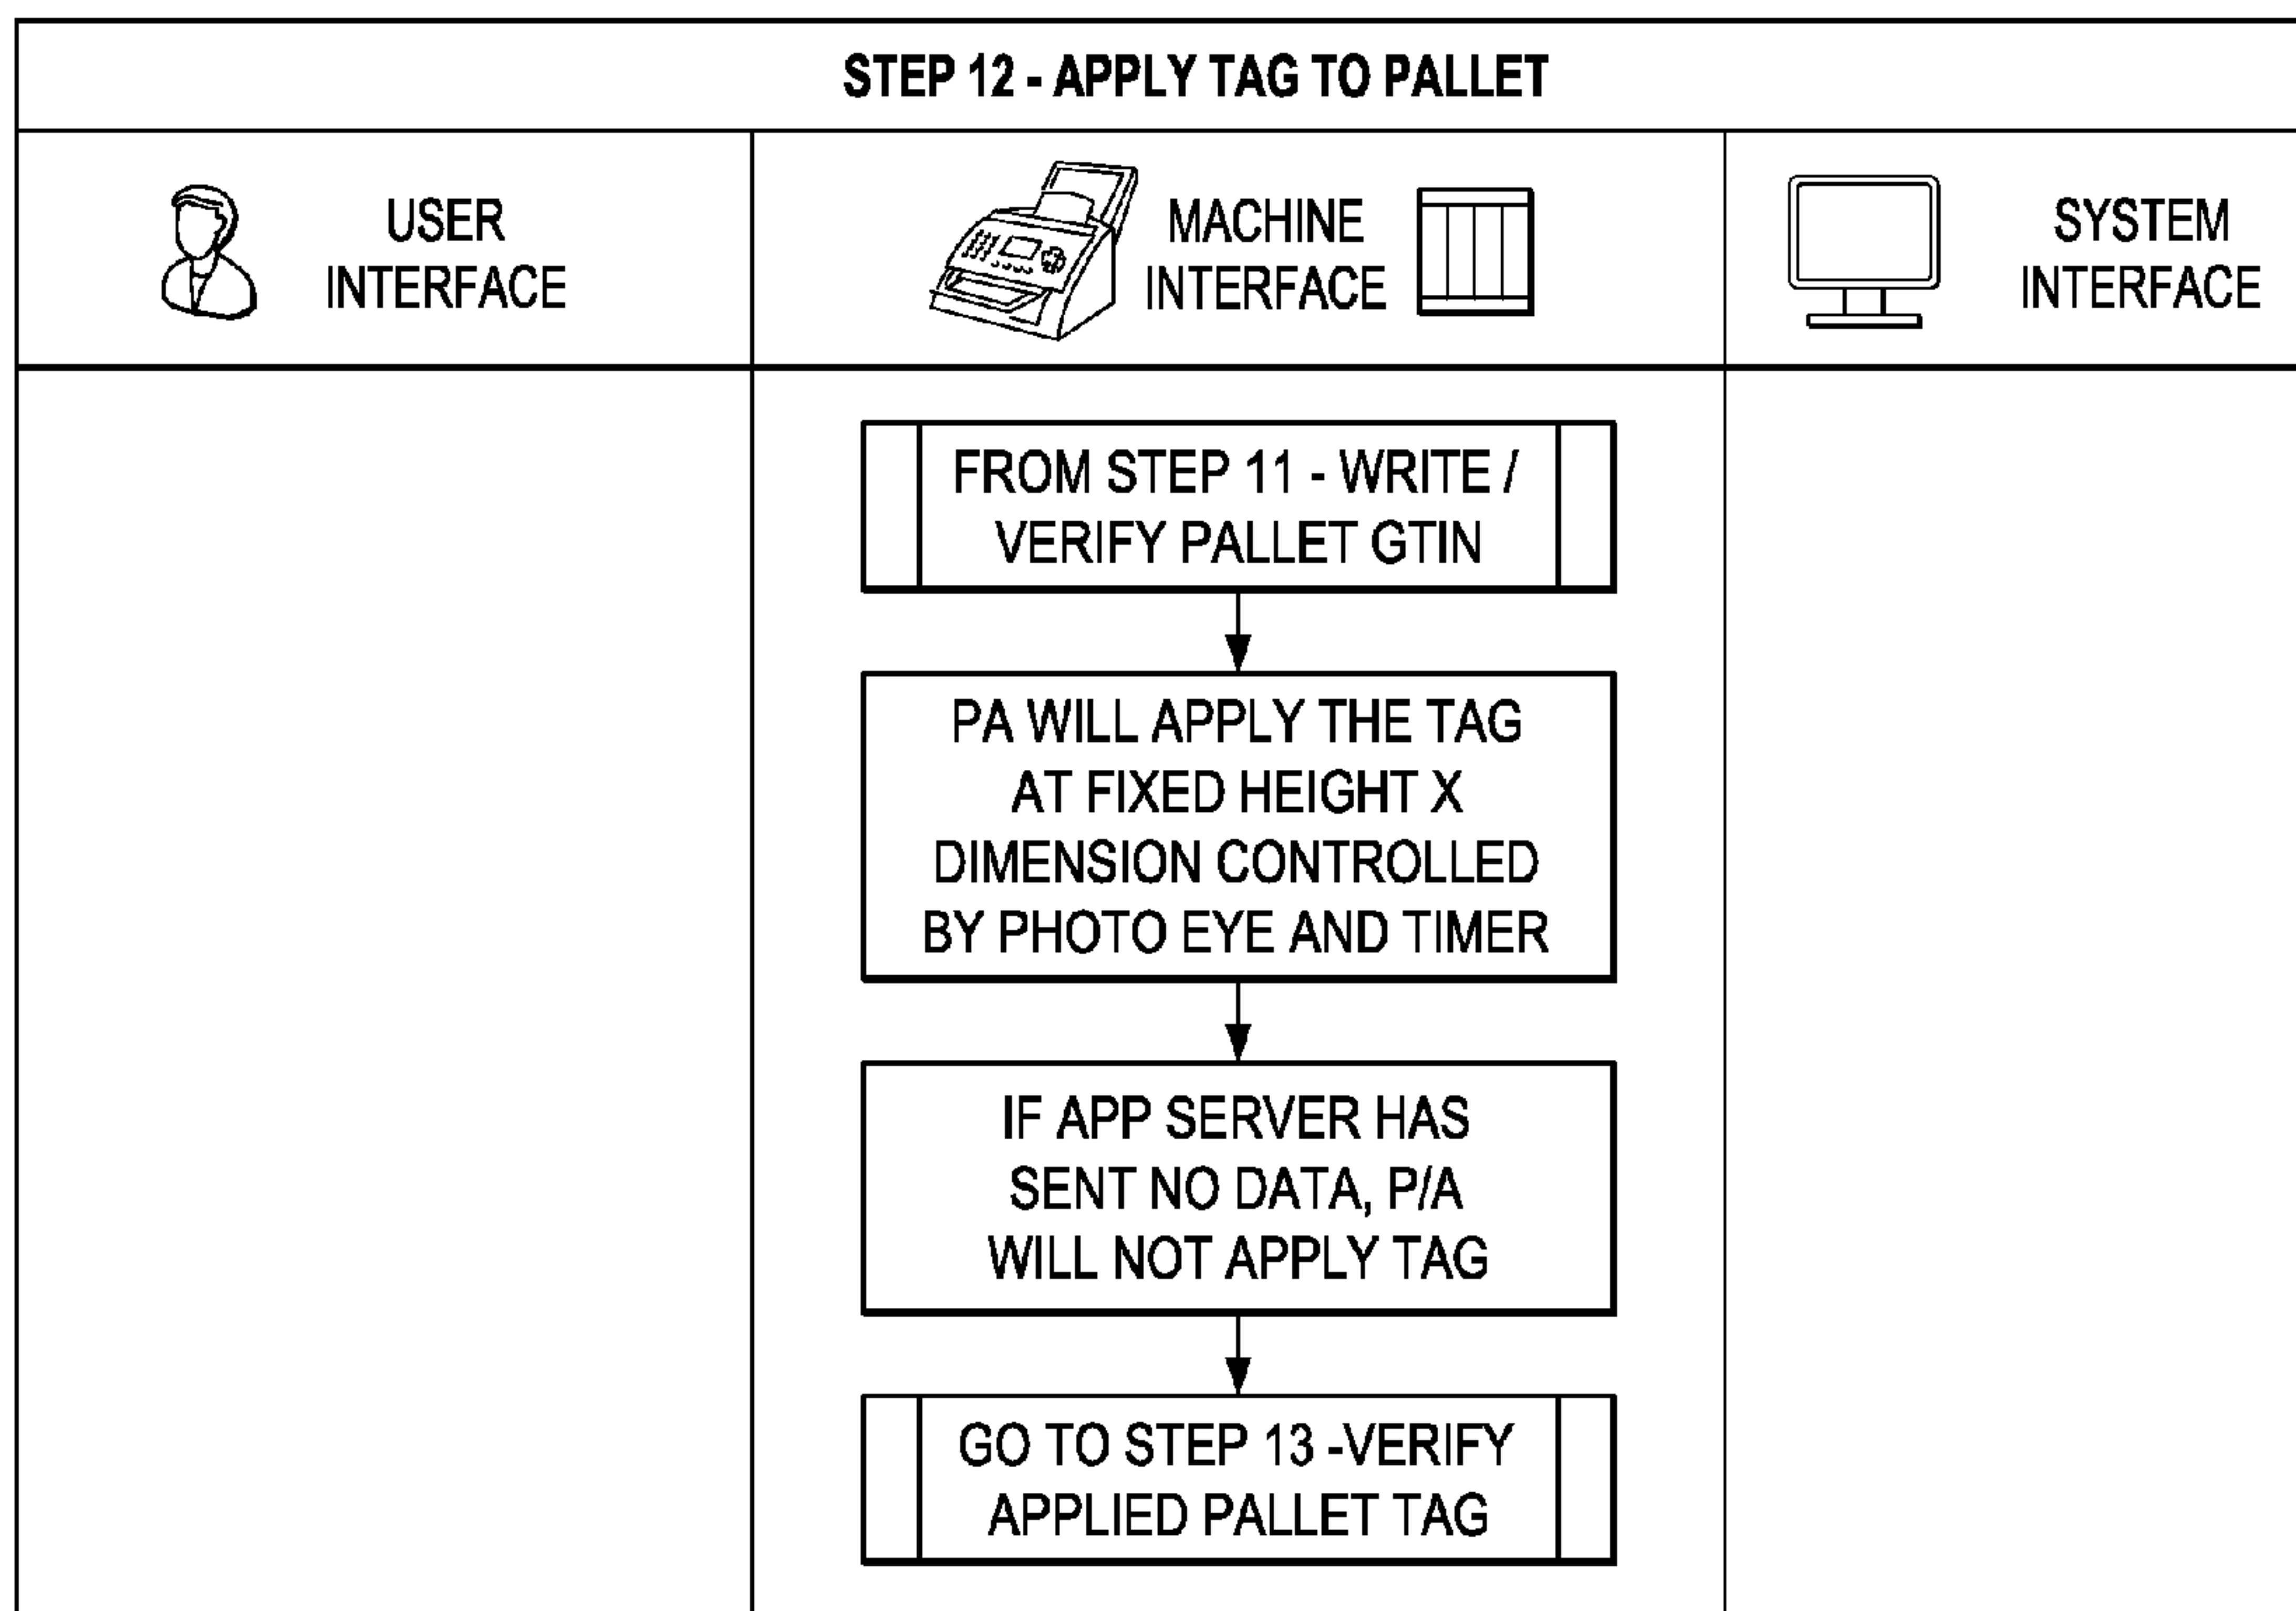 STEP 12 - APPLY TAG TO PALLET
USER
INTERFACE
MACHINE
INTERFACE
SYSTEM
INTERFACE
FROM STEP 11 - WRITE /
VERIFY PALLET GTIN
PA WILL APPLY THE TAG
AT FIXED HEIGHT X
DIMENSION CONTROLLED
BY PHOTO EYE AND TIMER
IF APP SERVER HAS
SENT NO DATA, P/A
WILL NOT APPLY TAG
GO TO STEP 13 -VERIFY
APPLIED PALLET TAG